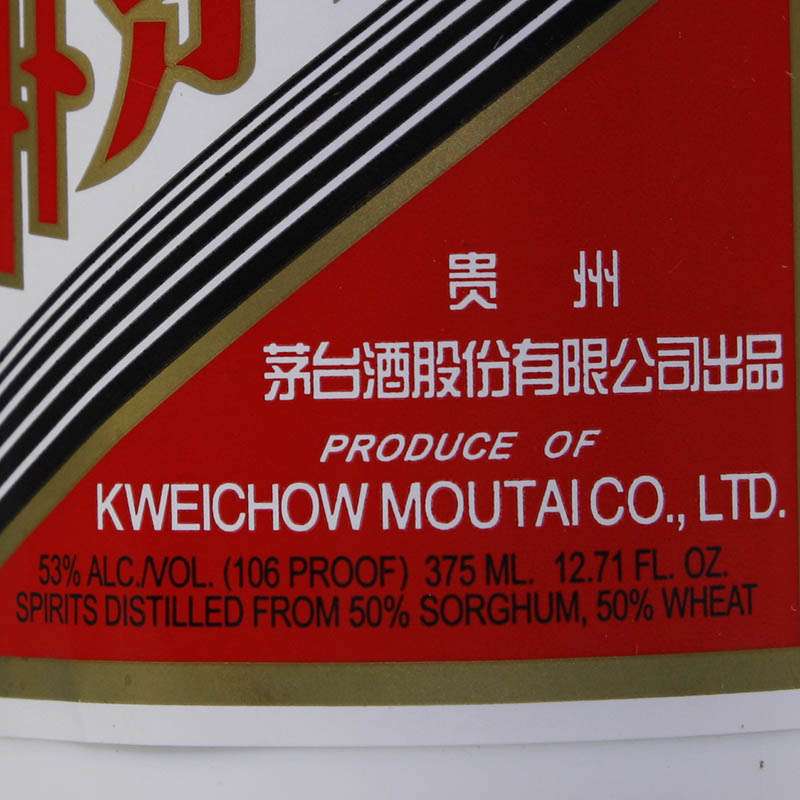 贵州
茅台酒股份有限公司出品
PRODUCE OF
KWEICHOW MOUTAI CO., LTD.
53% ALC./VOL. (106 PROOF) 375 ML. 12.71 FL. OZ.
SPIRITS DISTILLED FROM 50% SORGHUM, 50% WHEAT